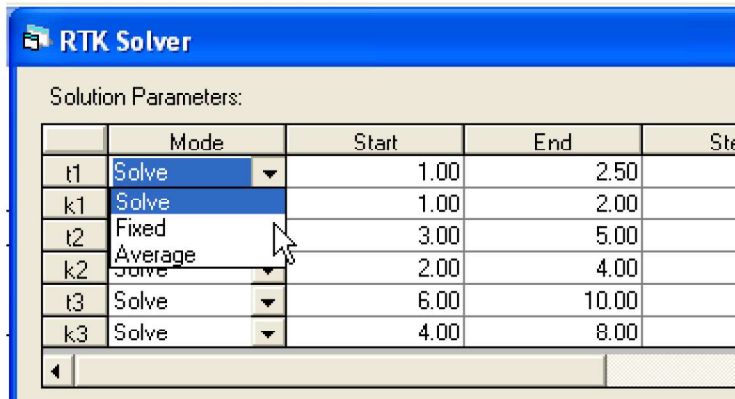 RTK Solver
Solution Parameters:
Mode Start End Ste
t1 Solve 1.00 2.50
k1 Solve 1.00 2.00
t2 Fixed 3.00 5.00
Average
k2 Solve 2.00 4.00
t3 Solve 6.00 10.00
k3 Solve 4.00 8.00